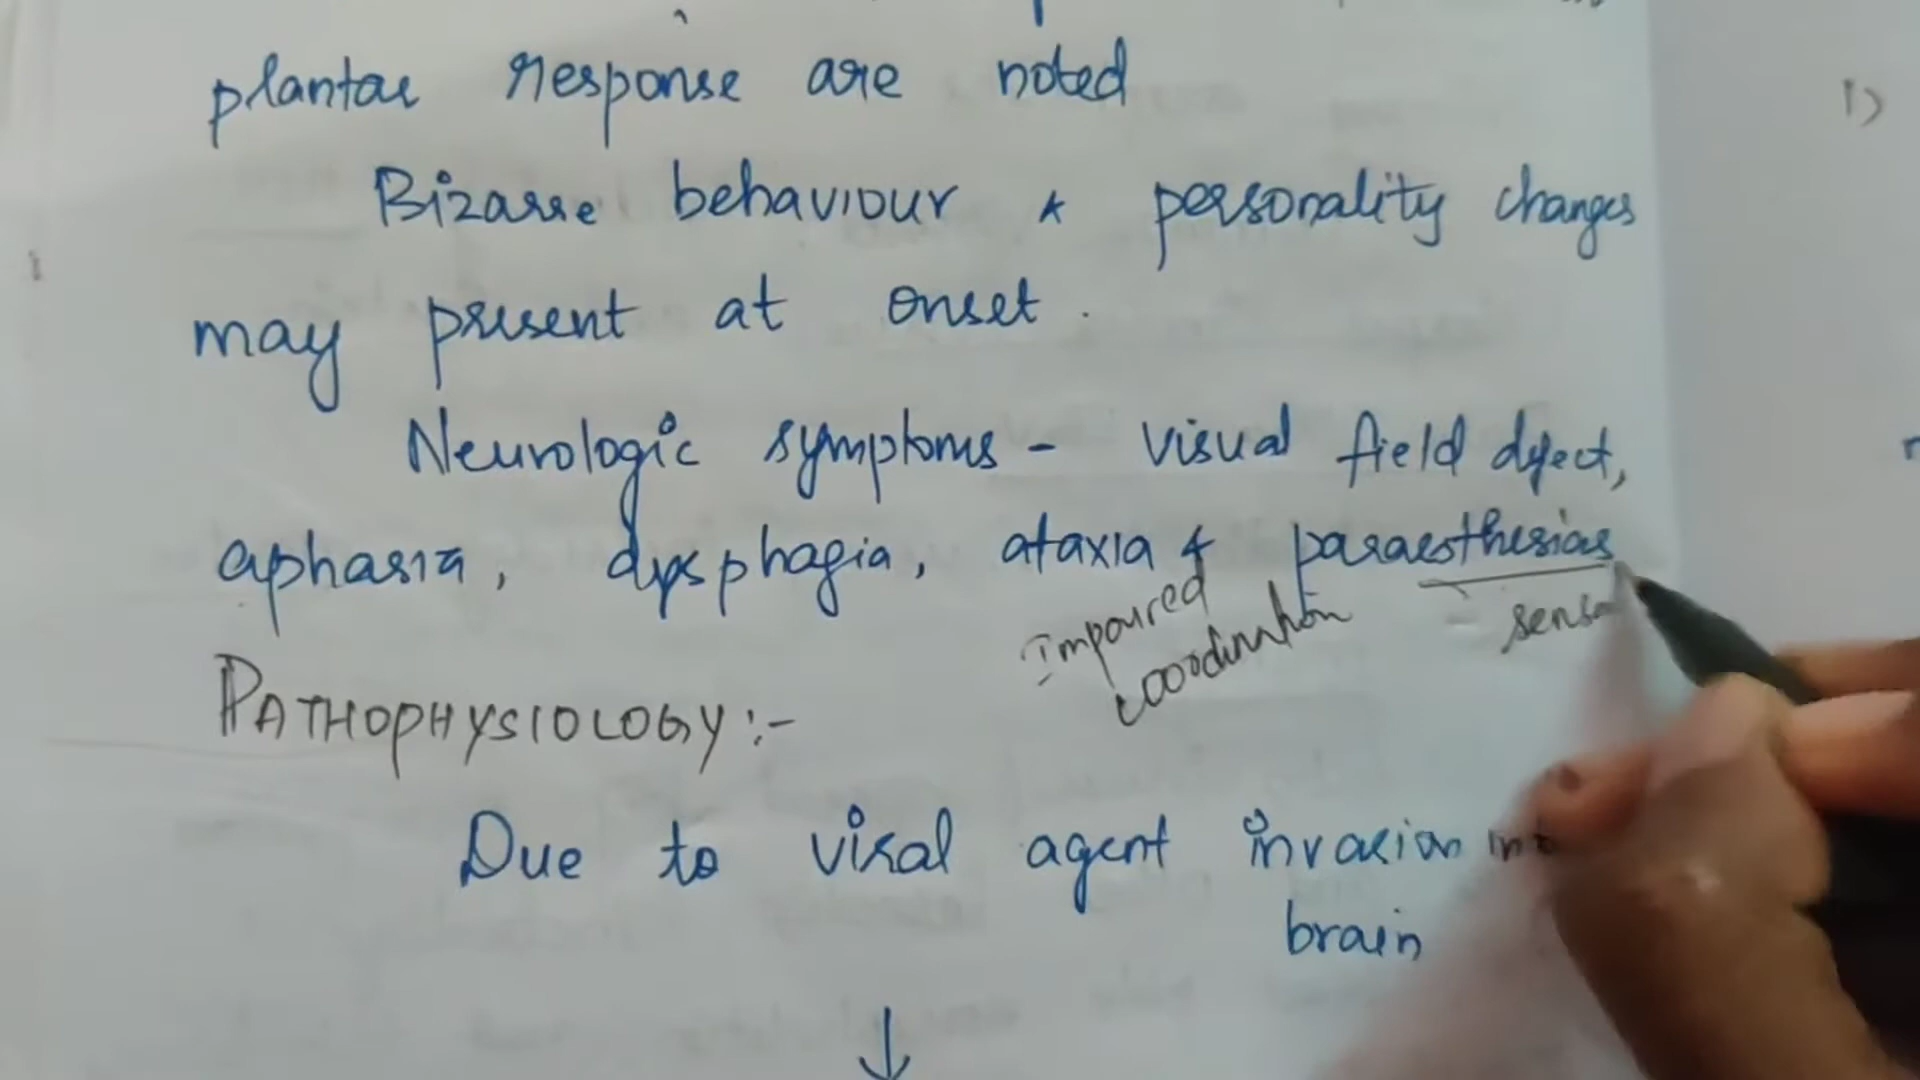 plantar response are noted
Bizarre behaviour & personality changes
may present at onset.
Neurologic symptoms - visual field defect,
aphasia, dysphagia, ataxia & paraesthesias
Impaired
coordination
PATHOPHYSIOLOGY :-
Due to viral agent invasion
brain
1)